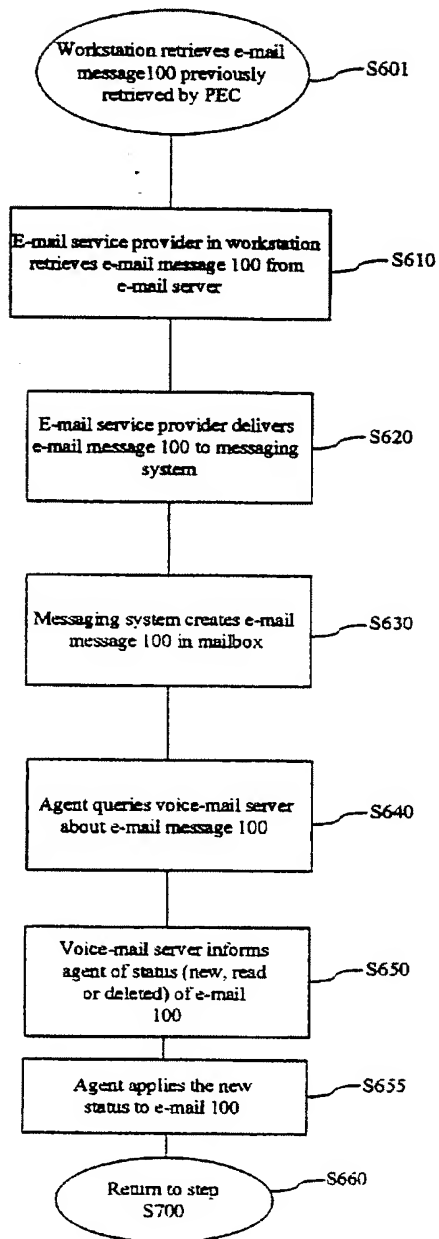 Workstation retrieves e-mail
message100 previously
retrieved by PEC
S601
E-mail service provider in workstation
retrieves e-mail message 100 from
e-mail server
S610
E-mail service provider delivers
e-mail message 100 to messaging
system
S620
Messaging system creates e-mail
message 100 in mailbox
S630
Agent queries voice-mail server
about e-mail message 100
S640
Voice-mail server informs
agent of status (new, read
or deleted) of e-mail
100
S650
Agent applies the new
status to e-mail 100
S655
Return to step
S700
S660